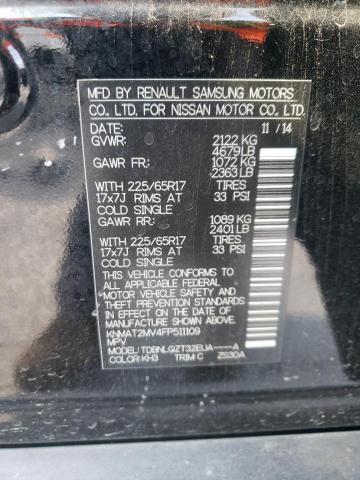 MFD BY RENAULT SAMSUNG MOTORS
CO., LTD. FOR NISSAN MOTOR CO., LTD.
DATE: 11 / 14
GVWR: 2122 KG
4679 LB
GAWR FR: 1072 KG
2363 LB
WITH 225/65R17 TIRES
17x7J RIMS AT 33 PSI
COLD SINGLE
GAWR RR: 1089 KG
2401 LB
WITH 225/65R17 TIRES
17x7J RIMS AT 33 PSI
COLD SINGLE
THIS VEHICLE CONFORMS TO
ALL APPLICABLE FEDERAL
MOTOR VEHICLE SAFETY AND
THEFT PREVENTION STANDARDS
IN EFFECT ON THE DATE OF
MANUFACTURE SHOWN ABOVE.
KNMAT2MV4FP511109
MPV
MODEL: TDBNLGZT32EUA----A
COLOR: KH3 TRIM: C ZS30A